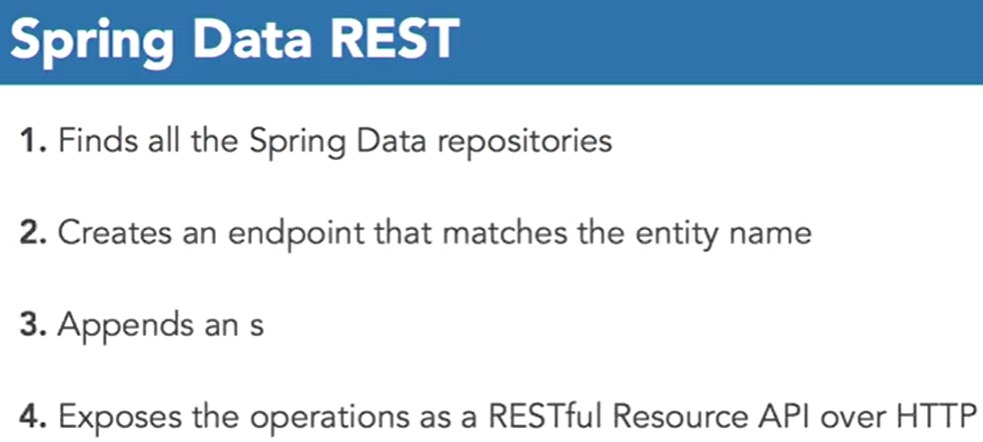 Spring Data REST
1. Finds all the Spring Data repositories
2. Creates an endpoint that matches the entity name
3. Appends an s
4. Exposes the operations as a RESTful Resource API over HTTP